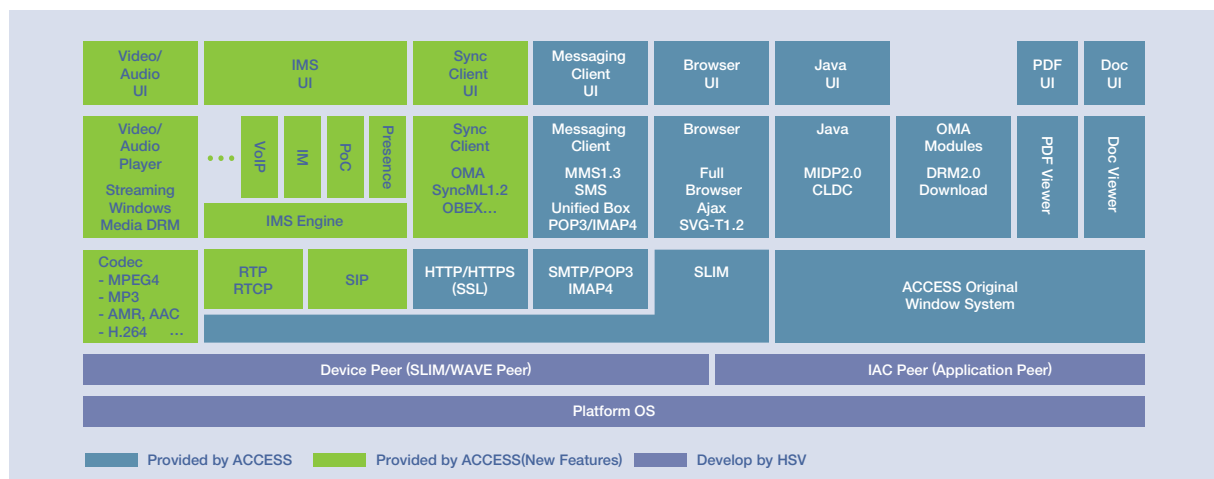 Video/
Audio
UI
IMS
UI
Sync
Client
UI
Messaging
Client
UI
Browser
UI
Java
UI
PDF
UI
Doc
UI
Video/
Audio
Player
Streaming
Windows
Media DRM
...
VoIP
IM
PoC
Presence
IMS Engine
Sync
Client
OMA
SyncML1.2
OBEX...
Messaging
Client
MMS1.3
SMS
Unified Box
POP3/IMAP4
Browser
Full
Browser
Ajax
SVG-T1.2
Java
MIDP2.0
CLDC
OMA
Modules
DRM2.0
Download
PDF Viewer
Doc Viewer
Codec
- MPEG4
- MP3
- AMR, AAC
- H.264 ...
RTP
RTCP
SIP
HTTP/HTTPS
(SSL)
SMTP/POP3
IMAP4
SLIM
ACCESS Original
Window System
Device Peer (SLIM/WAVE Peer)
IAC Peer (Application Peer)
Platform OS
Provided by ACCESS
Provided by ACCESS(New Features)
Develop by HSV